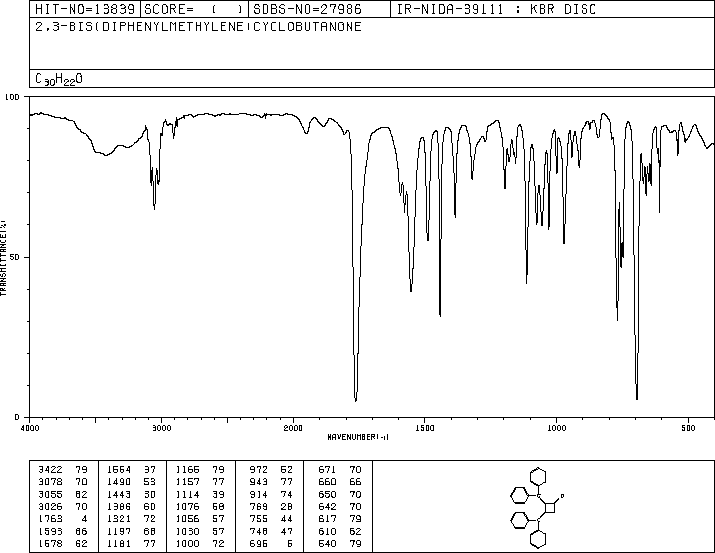 HIT-NO=13839 SCORE= ( ) SDBS-NO=27986 IR-NIDA-39111 : KBR DISC
2,3-BIS(DIPHENYLMETHYLENE)CYCLOBUTANONE
C30H22O
100
50
0
TRANSMITTANCE(%)
4000 3000 2000 1500 1000 500
WAVENUMBER(-1)
3422 79 1564 37 1166 79 972 52 671 70
3078 70 1490 53 1157 77 943 77 660 66
3055 62 1443 30 1114 39 914 74 650 70
3026 70 1386 60 1076 58 769 28 642 70
1763 4 1321 72 1056 57 755 44 617 79
1593 66 1197 68 1030 57 748 47 610 62
1578 62 1181 77 1000 72 696 5 540 79